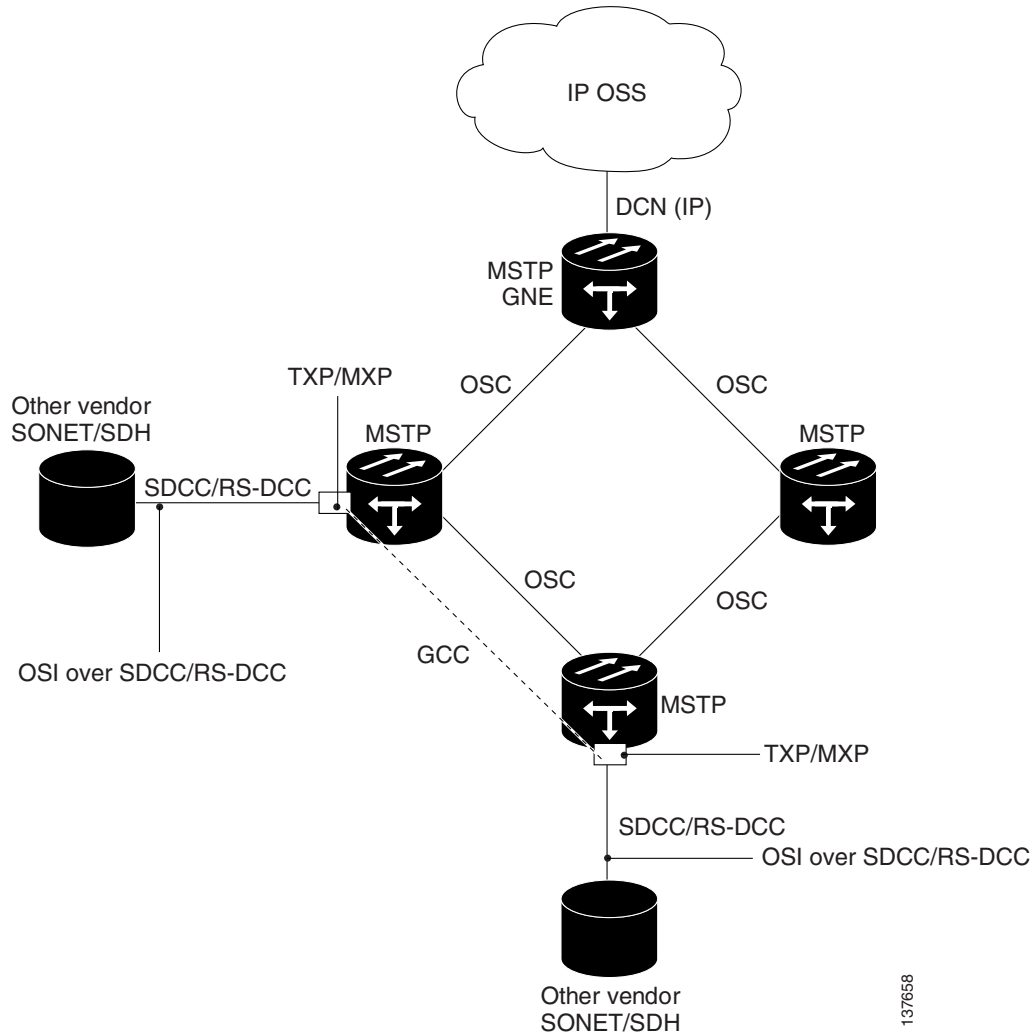 IP OSS
DCN (IP)
MSTP
GNE
TXP/MXP
OSC
OSC
Other vendor
SONET/SDH
MSTP
MSTP
SDCC/RS-DCC
OSC
OSC
GCC
OSI over SDCC/RS-DCC
MSTP
TXP/MXP
SDCC/RS-DCC
OSI over SDCC/RS-DCC
Other vendor
SONET/SDH
137658